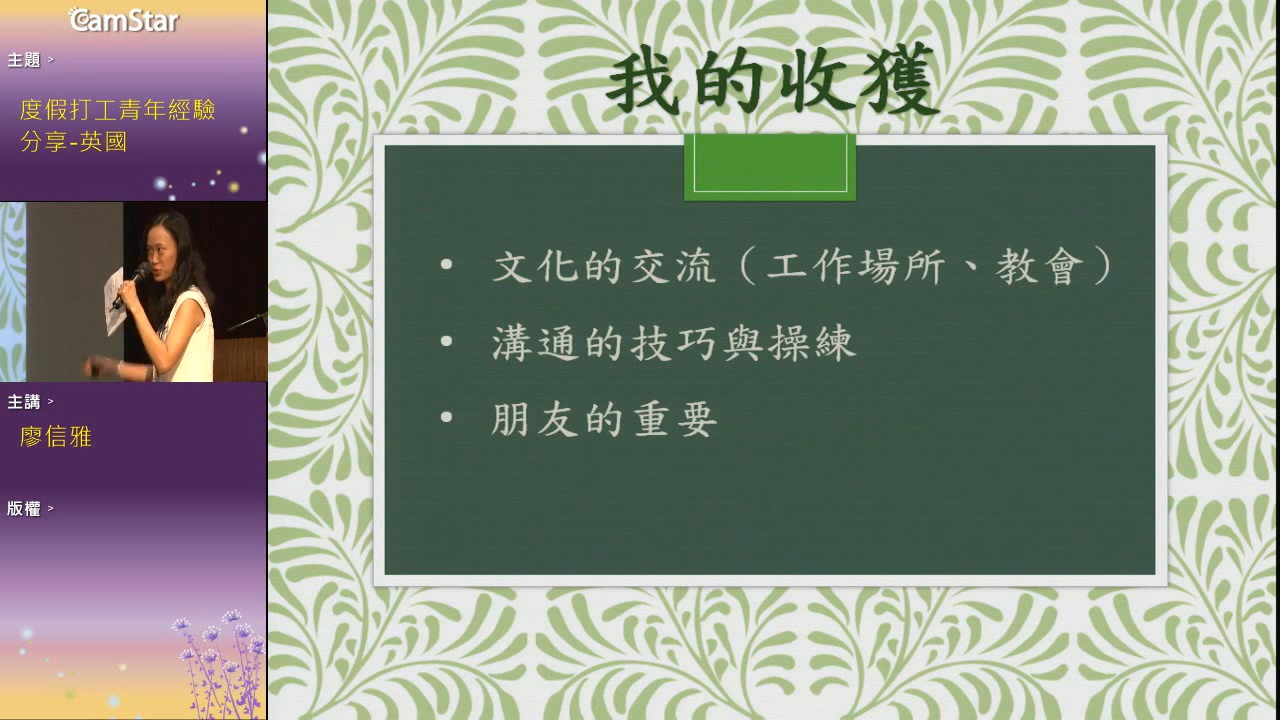 CamStar
主題 >
度假打工青年經驗
分享-英國
主講 >
廖信雅
版權 >
我的收獲
• 文化的交流（工作場所、教會）
• 溝通的技巧與操練
• 朋友的重要